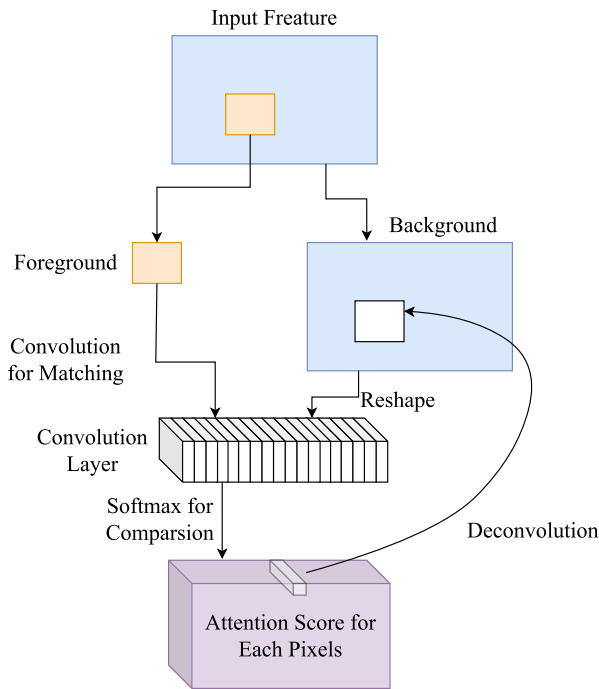 Input Freature
Background
Foreground
Convolution
for Matching
Reshape
Convolution
Layer
Softmax for
Comparsion
Deconvolution
Attention Score for
Each Pixels